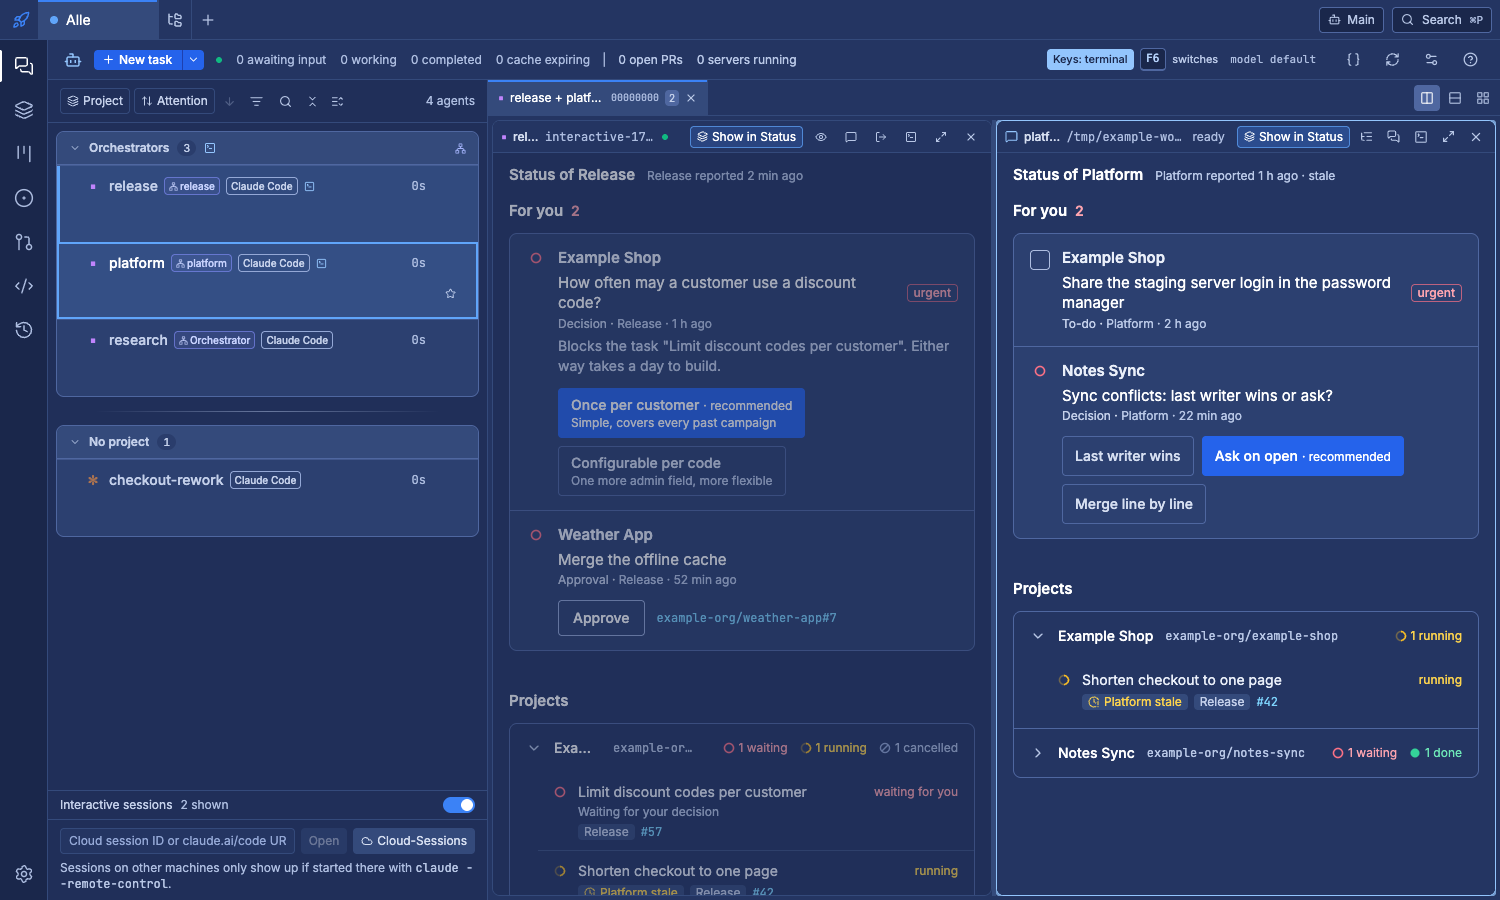 Alle
Main
Search ⌘P
+ New task
0 awaiting input
0 working
0 completed
0 cache expiring
0 open PRs
0 servers running
Keys: terminal
F6
switches
model default
Project
Attention
4 agents
release + platf...
00000000
2
Orchestrators
3
release
release
Claude Code
0s
platform
platform
Claude Code
0s
research
Orchestrator
Claude Code
0s
No project
1
checkout-rework
Claude Code
0s
Interactive sessions
2 shown
Cloud session ID or claude.ai/code UR
Open
Cloud-Sessions
Sessions on other machines only show up if started there with claude -
-remote-control.
rel...
interactive-17...
Show in Status
Status of Release
Release reported 2 min ago
For you 2
Example Shop
How often may a customer use a discount
code?
urgent
Decision · Release · 1 h ago
Blocks the task "Limit discount codes per customer". Either
way takes a day to build.
Once per customer · recommended
Simple, covers every past campaign
Configurable per code
One more admin field, more flexible
Weather App
Merge the offline cache
Approval · Release · 52 min ago
Approve
example-org/weather-app#7
Projects
Exa...
example-or...
1 waiting
1 running
1 cancelled
Limit discount codes per customer
waiting for you
Waiting for your decision
Release
#57
Shorten checkout to one page
running
Platform stale
Release
#42
platf...
/tmp/example-wo...
ready
Show in Status
Status of Platform
Platform reported 1 h ago · stale
For you 2
Example Shop
Share the staging server login in the password
manager
urgent
To-do · Platform · 2 h ago
Notes Sync
Sync conflicts: last writer wins or ask?
Decision · Platform · 22 min ago
Last writer wins
Ask on open · recommended
Merge line by line
Projects
Example Shop
example-org/example-shop
1 running
Shorten checkout to one page
running
Platform stale
Release
#42
Notes Sync
example-org/notes-sync
1 waiting
1 done